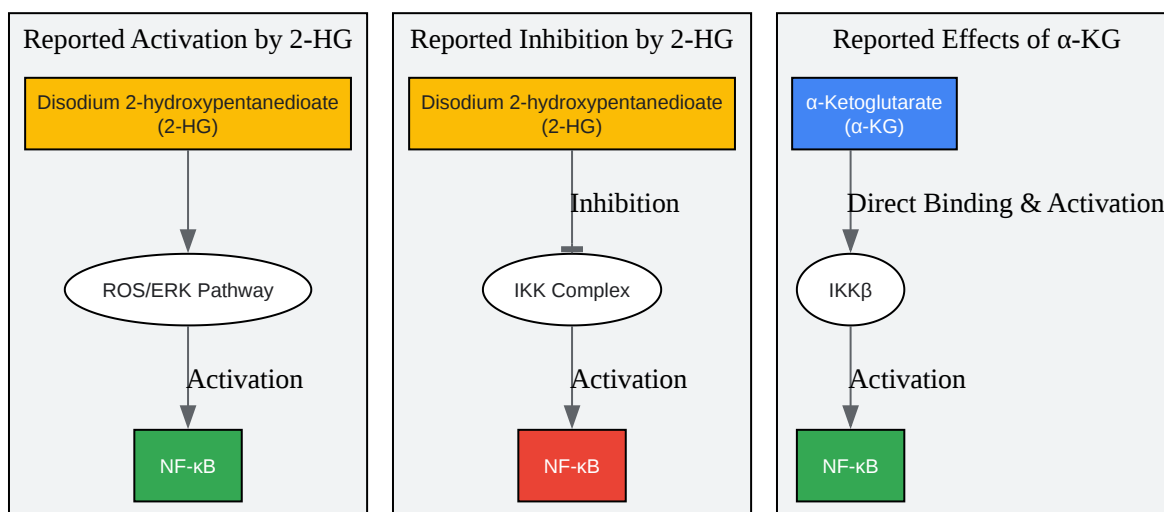 Reported Activation by 2-HG
Disodium 2-hydroxypentanedioate
(2-HG)
ROS/ERK Pathway
Activation
NF-κB
Reported Inhibition by 2-HG
Disodium 2-hydroxypentanedioate
(2-HG)
Inhibition
IKK Complex
Activation
NF-κB
Reported Effects of α-KG
α-Ketoglutarate
(α-KG)
Direct Binding & Activation
IKKβ
Activation
NF-κB